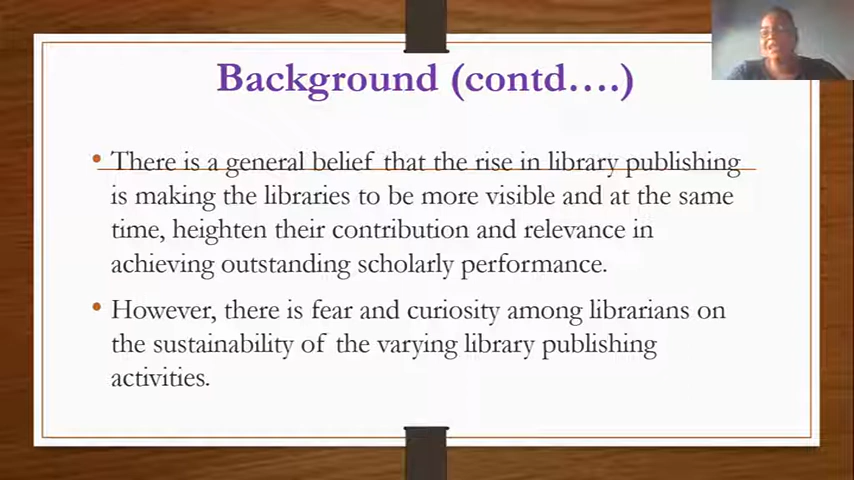 Background (contd….)
• There is a general belief that the rise in library publishing
is making the libraries to be more visible and at the same
time, heighten their contribution and relevance in
achieving outstanding scholarly performance.
• However, there is fear and curiosity among librarians on
the sustainability of the varying library publishing
activities.